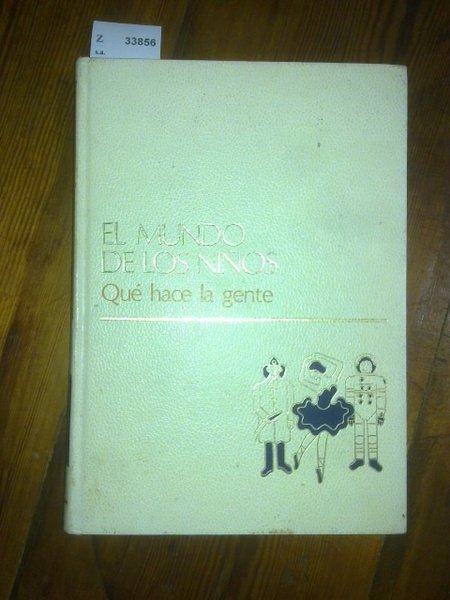 Z 33856
s.a.
EL MUNDO
DE LOS NIÑOS
Qué hace la gente